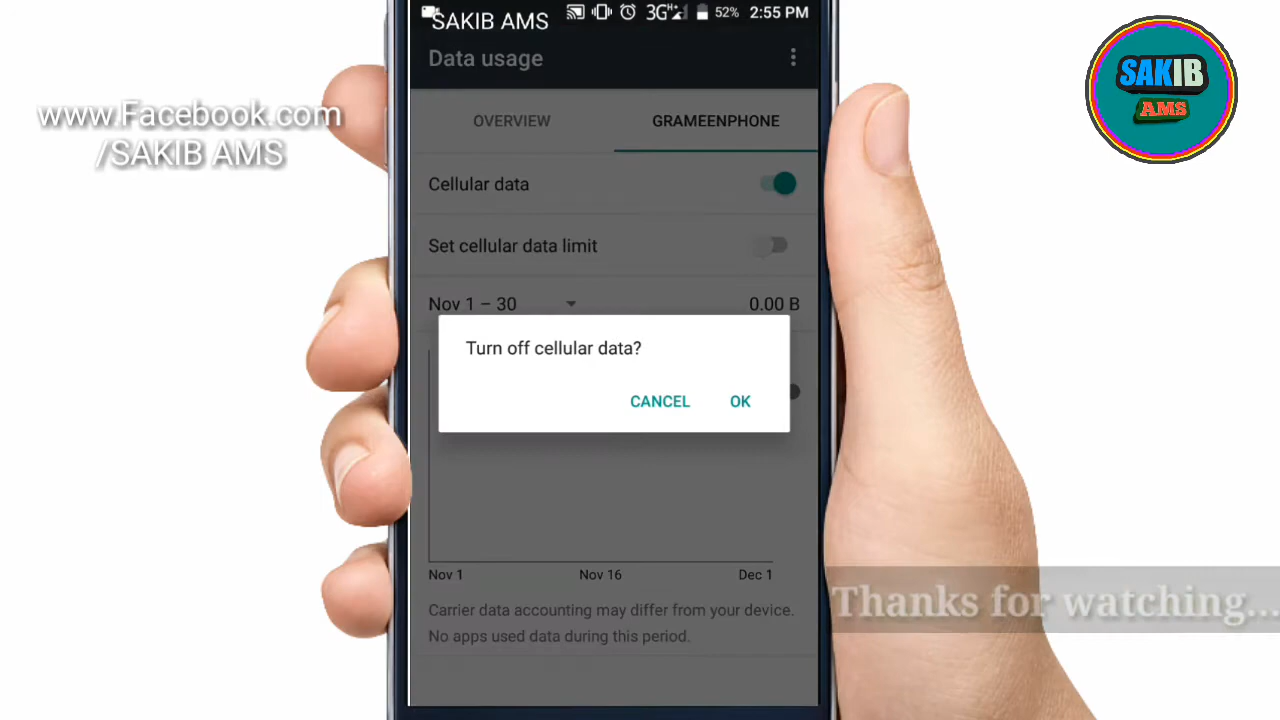 SAKIB AMS
3G
H+
52%
2:55 PM
Data usage
SAKIB
AMS
www.Facebook.com
/SAKIB AMS
OVERVIEW
GRAMEENPHONE
Cellular data
Set cellular data limit
Nov 1 – 30
0.00 B
Turn off cellular data?
CANCEL
OK
Nov 1
Nov 16
Dec 1
Carrier data accounting may differ from your device.
No apps used data during this period.
Thanks for watching...